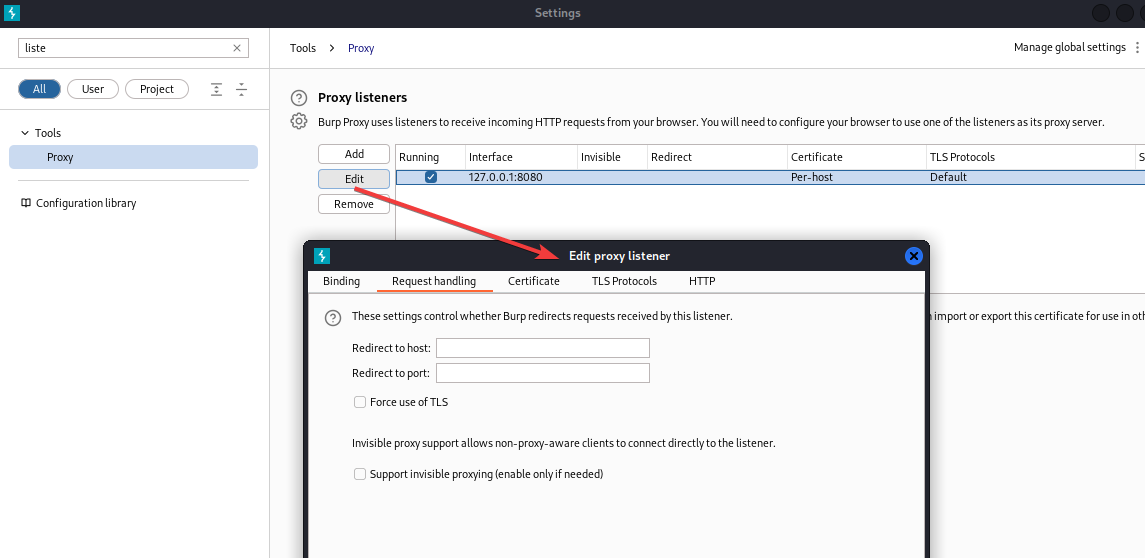 Settings
liste
Tools > Proxy
Manage global settings
All
User
Project
Proxy listeners
Burp Proxy uses listeners to receive incoming HTTP requests from your browser. You will need to configure your browser to use one of the listeners as its proxy server.
Tools
Proxy
Configuration library
Add
Edit
Remove
Running Interface Invisible Redirect Certificate TLS Protocols S
127.0.0.1:8080 Per-host Default
Edit proxy listener
Binding Request handling Certificate TLS Protocols HTTP
These settings control whether Burp redirects requests received by this listener.
import or export this certificate for use in oth
Redirect to host:
Redirect to port:
Force use of TLS
Invisible proxy support allows non-proxy-aware clients to connect directly to the listener.
Support invisible proxying (enable only if needed)